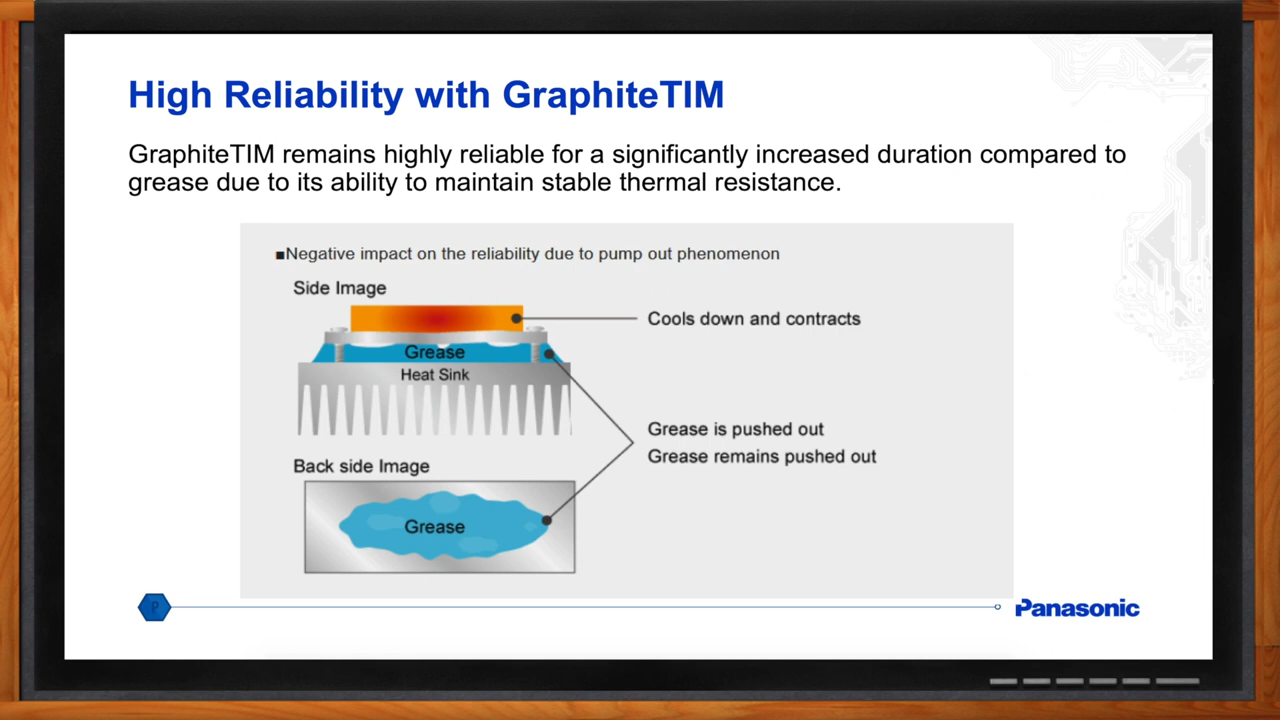 High Reliability with GraphiteTIM
GraphiteTIM remains highly reliable for a significantly increased duration compared to
grease due to its ability to maintain stable thermal resistance.
■Negative impact on the reliability due to pump out phenomenon
Side Image
Cools down and contracts
Grease
Heat Sink
Grease is pushed out
Grease remains pushed out
Back side Image
Grease
P
Panasonic